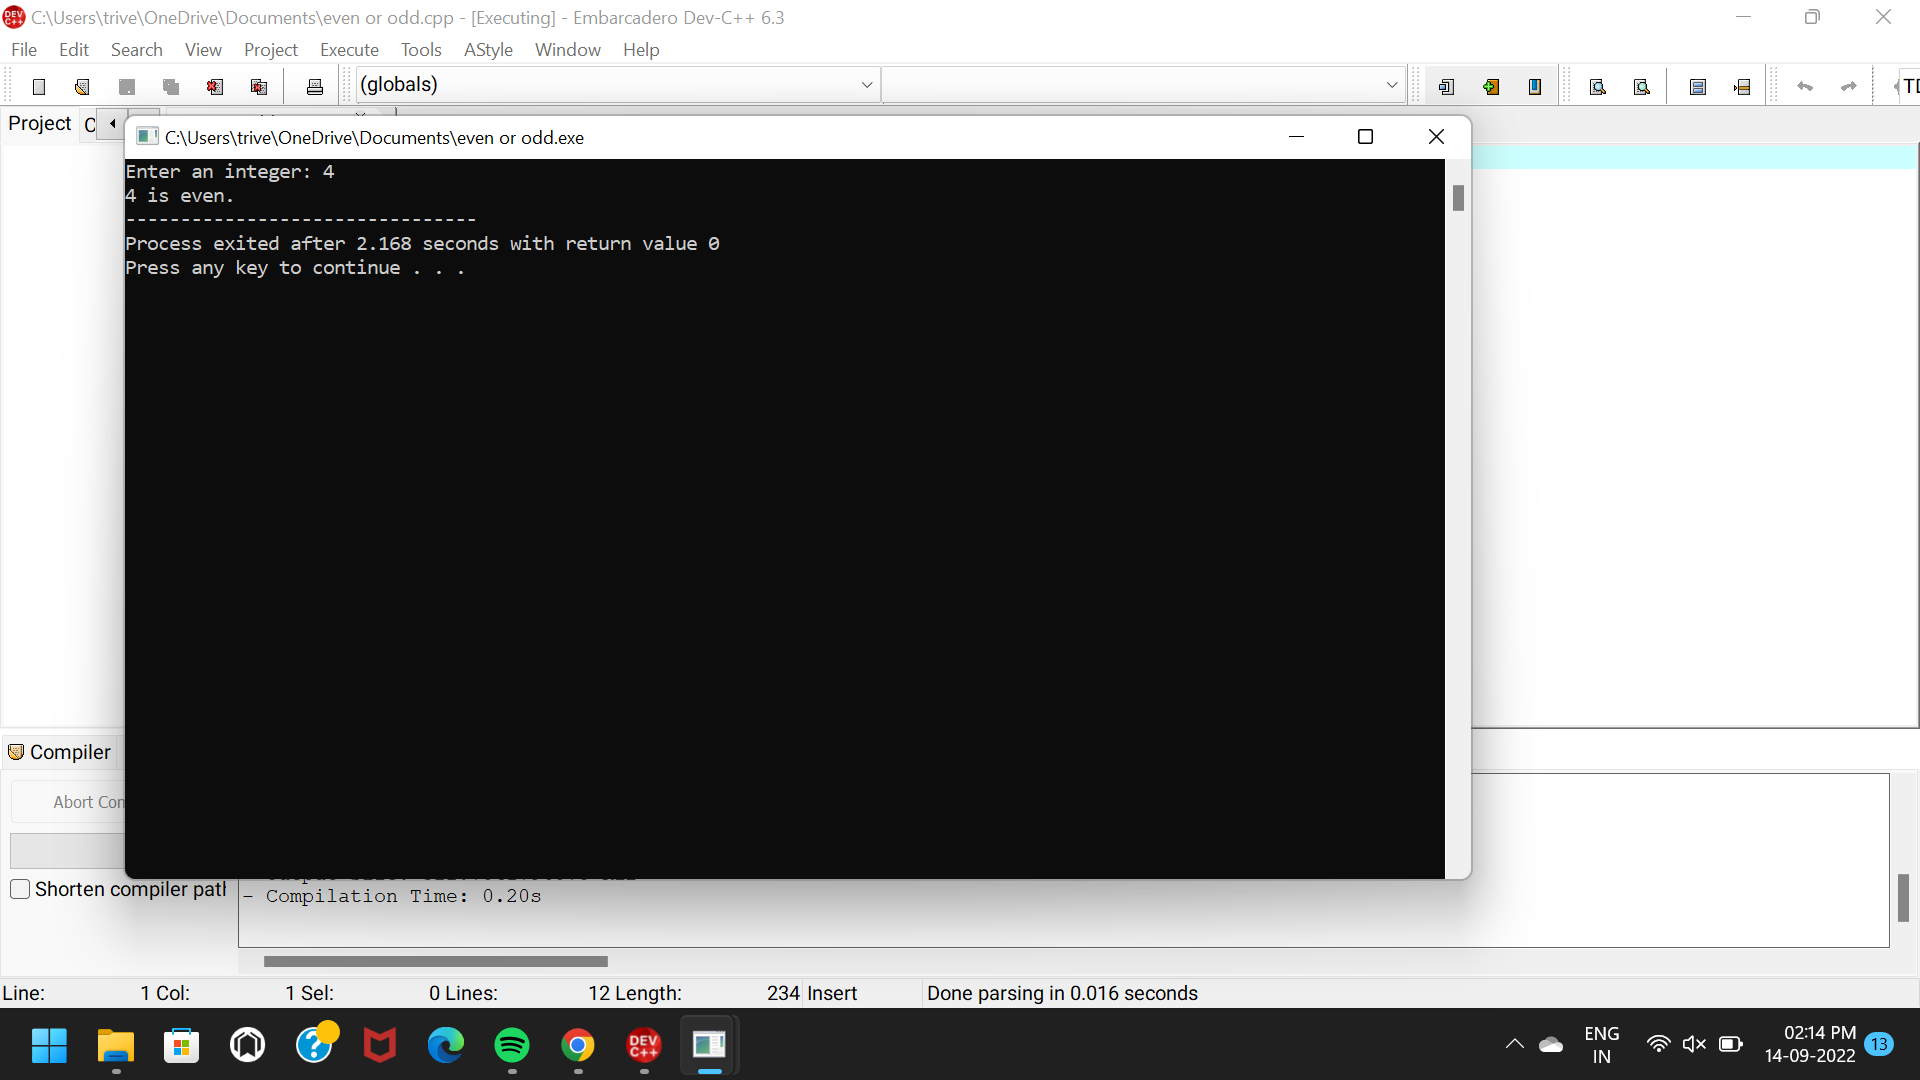 C:\Users\trive\OneDrive\Documents\even or odd.cpp - [Executing] - Embarcadero Dev-C++ 6.3
File Edit Search View Project Execute Tools AStyle Window Help
(globals)
Project C
C:\Users\trive\OneDrive\Documents\even or odd.exe
Enter an integer: 4
4 is even.
--------------------------------
Process exited after 2.168 seconds with return value 0
Press any key to continue . . .
Compiler
Abort Con
Shorten compiler path
- Compilation Time: 0.20s
Line: 1 Col: 1 Sel: 0 Lines: 12 Length: 234 Insert Done parsing in 0.016 seconds
DEV C++
ENG
IN
02:14 PM
14-09-2022
13